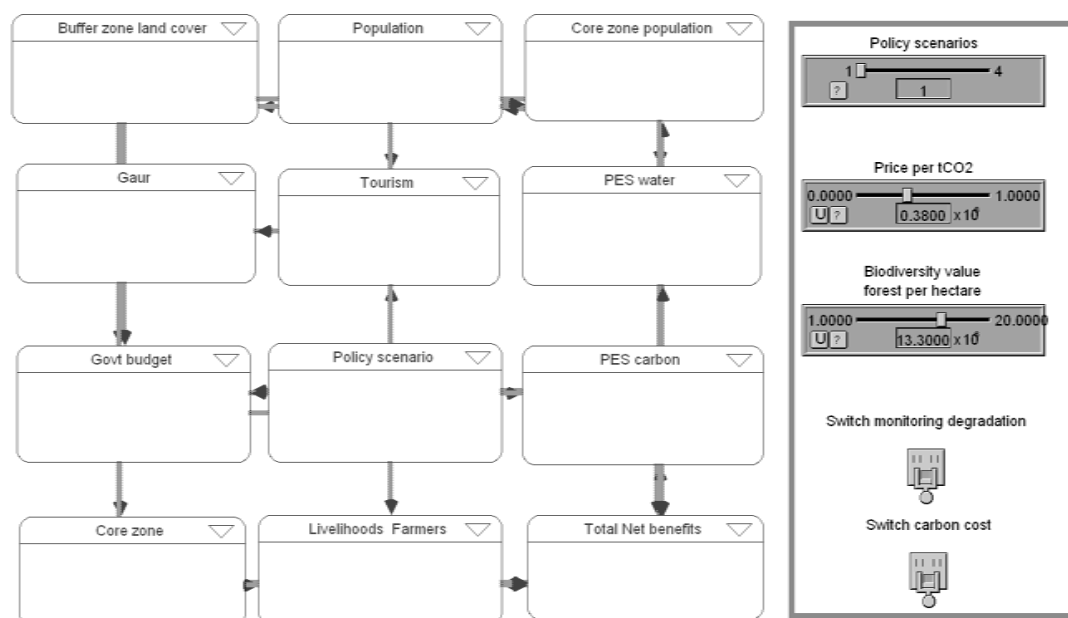 Buffer zone land cover
Population
Core zone population
Gaur
Tourism
PES water
Govt budget
Policy scenario
PES carbon
Core zone
Livelihoods Farmers
Total Net benefits
Policy scenarios
1
4
?
1
Price per tCO2
0.0000
1.0000
U ?
0.3800 x10
Biodiversity value
forest per hectare
1.0000
20.0000
U ?
13.3000 x10
Switch monitoring degradation
Switch carbon cost